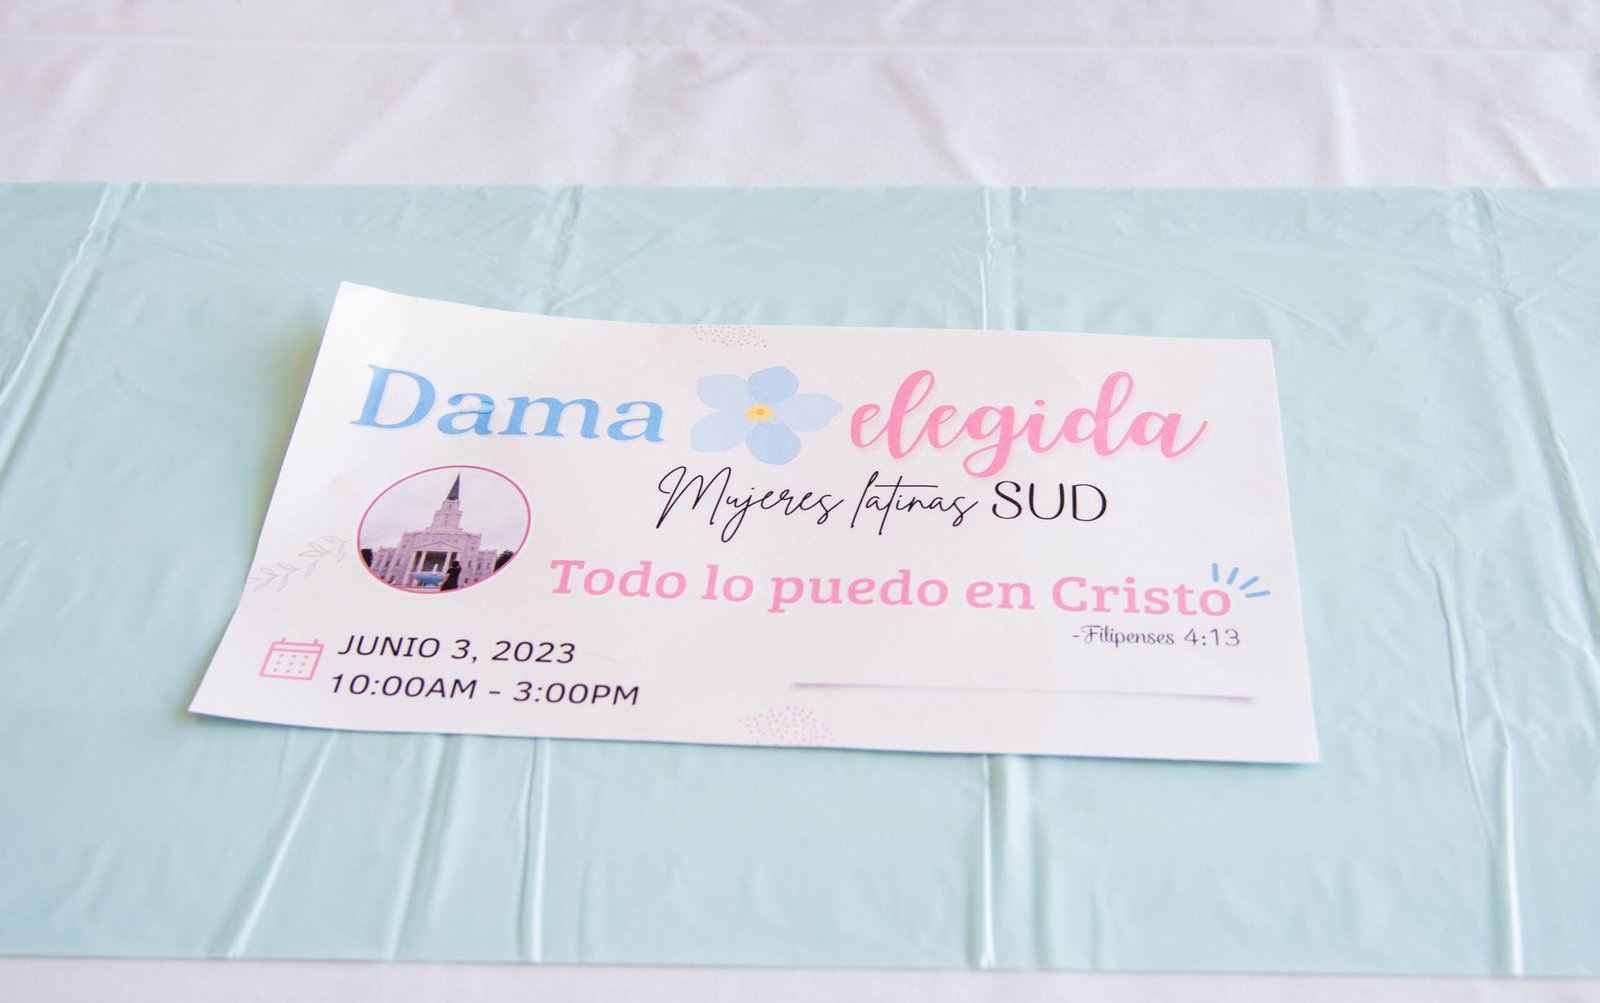 Dama elegida
Mujeres latinas SUD
Todo lo puedo en Cristo
-Filipenses 4:13
JUNIO 3, 2023
10:00AM - 3:00PM